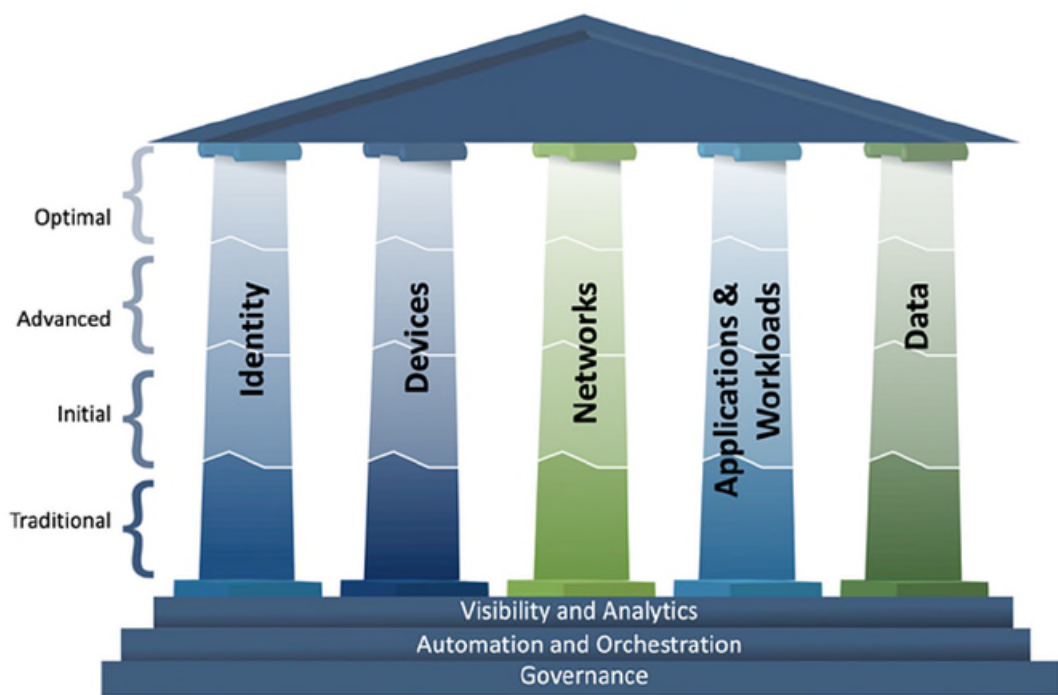 Optimal
Advanced
Initial
Traditional
Identity
Devices
Networks
Applications &
Workloads
Data
Visibility and Analytics
Automation and Orchestration
Governance